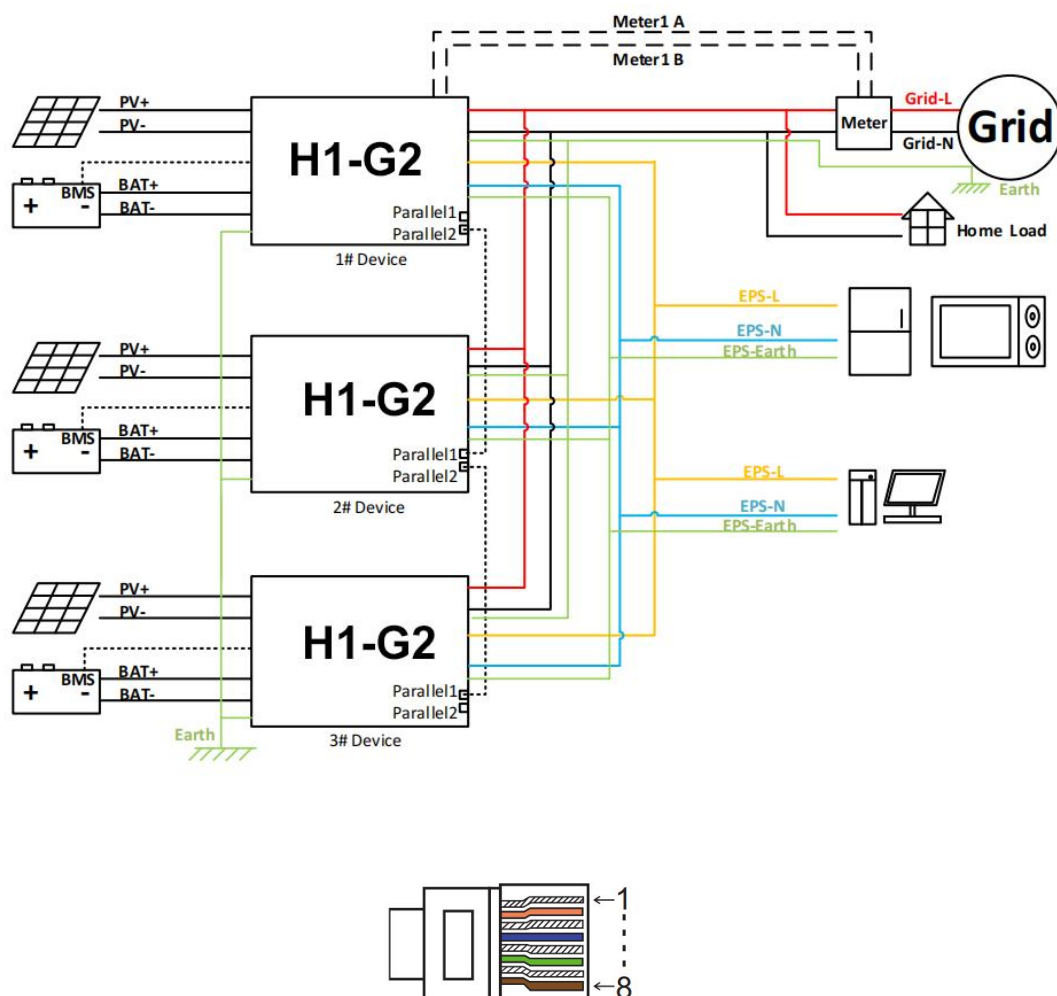 Meter1 A
Meter1 B
PV+
PV-
BMS
+ -
BAT+
BAT-
H1-G2
Parallel1
Parallel2
1# Device
Meter
Grid-L
Grid-N
Grid
Earth
Home Load
EPS-L
EPS-N
EPS-Earth
PV+
PV-
BMS
+ -
BAT+
BAT-
H1-G2
Parallel1
Parallel2
2# Device
EPS-L
EPS-N
EPS-Earth
PV+
PV-
BMS
+ -
BAT+
BAT-
H1-G2
Parallel1
Parallel2
3# Device
Earth
←1
←8